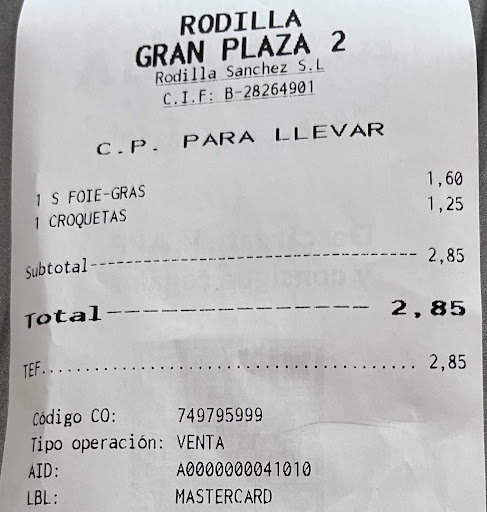 RODILLA
GRAN PLAZA 2
Rodilla Sanchez S.L
C.I.F: B-28264901
C.P. PARA LLEVAR
1 S FOIE-GRAS 1,60
1 CROQUETAS 1,25
Subtotal------------------------------------ 2,85
Total---------------- 2,85
TEF....................................... 2,85
Código CO: 749795999
Tipo operación: VENTA
AID: A0000000041010
LBL: MASTERCARD